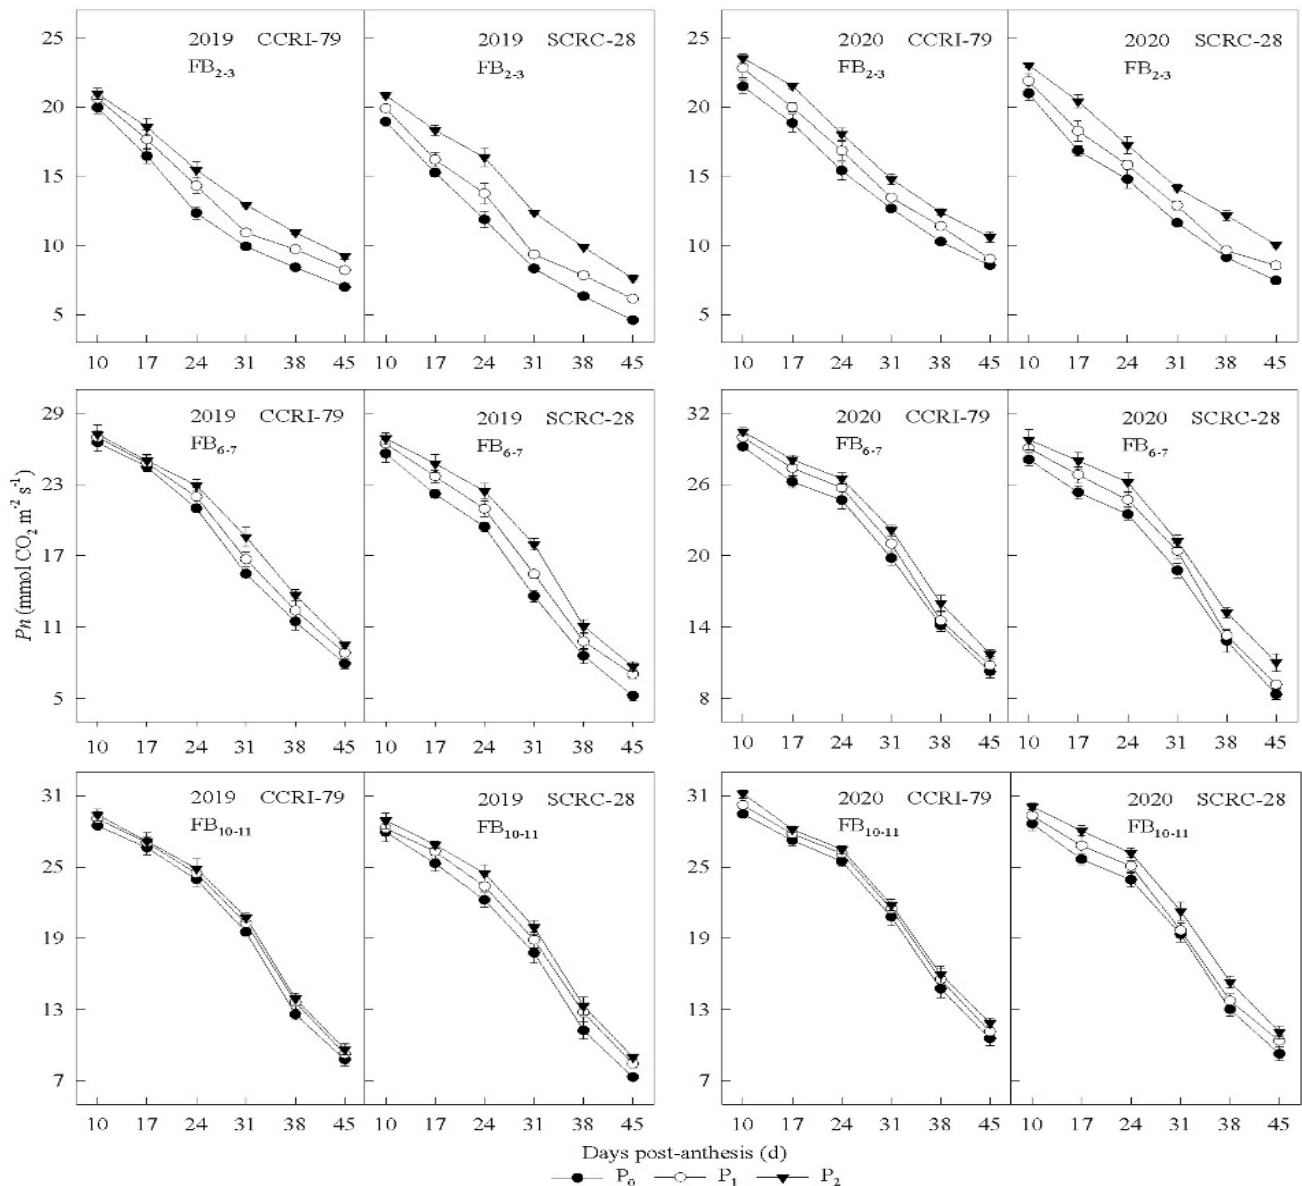 2019 CCRI-79
FB2-3
2019 SCRC-28
FB2-3
2020 CCRI-79
FB2-3
2020 SCRC-28
FB2-3
25
20
15
10
5
25
20
15
10
5
10 17 24 31 38 45 10 17 24 31 38 45
10 17 24 31 38 45 10 17 24 31 38 45
2019 CCRI-79
FB6-7
2019 SCRC-28
FB6-7
2020 CCRI-79
FB6-7
2020 SCRC-28
FB6-7
29
23
17
11
5
32
26
20
14
8
Pn (mmol CO2 m-2 s-1)
10 17 24 31 38 45 10 17 24 31 38 45
10 17 24 31 38 45 10 17 24 31 38 45
2019 CCRI-79
FB10-11
2019 SCRC-28
FB10-11
2020 CCRI-79
FB10-11
2020 SCRC-28
FB10-11
31
25
19
13
7
31
25
19
13
7
10 17 24 31 38 45 10 17 24 31 38 45
10 17 24 31 38 45 10 17 24 31 38 45
Days post-anthesis (d)
P0 P1 P2